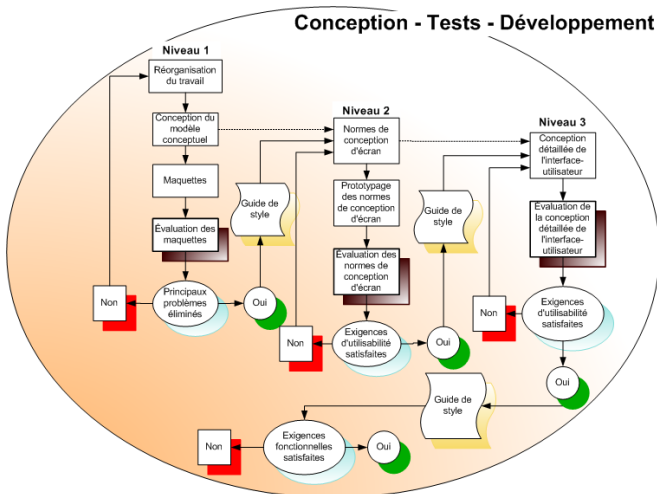 Conception - Tests - Développement
Niveau 1
Réorganisation
du travail
Conception du
modèle
conceptuel
Maquettes
Évaluation des
maquettes
Principaux
problèmes
éliminés
Non
Oui
Guide de
style
Niveau 2
Normes de
conception
d'écran
Prototypage
des normes
de conception
d'écran
Évaluation des
normes de
conception
d'écran
Exigences
d'utilisabilité
satisfaites
Non
Oui
Guide de
style
Niveau 3
Conception
détaillée de
l'interface-
utilisateur
Évaluation de
la conception
détaillée de
l'interface-
utilisateur
Exigences
d'utilisabilité
satisfaites
Non
Oui
Guide de
style
Exigences
fonctionnelles
satisfaites
Non
Oui